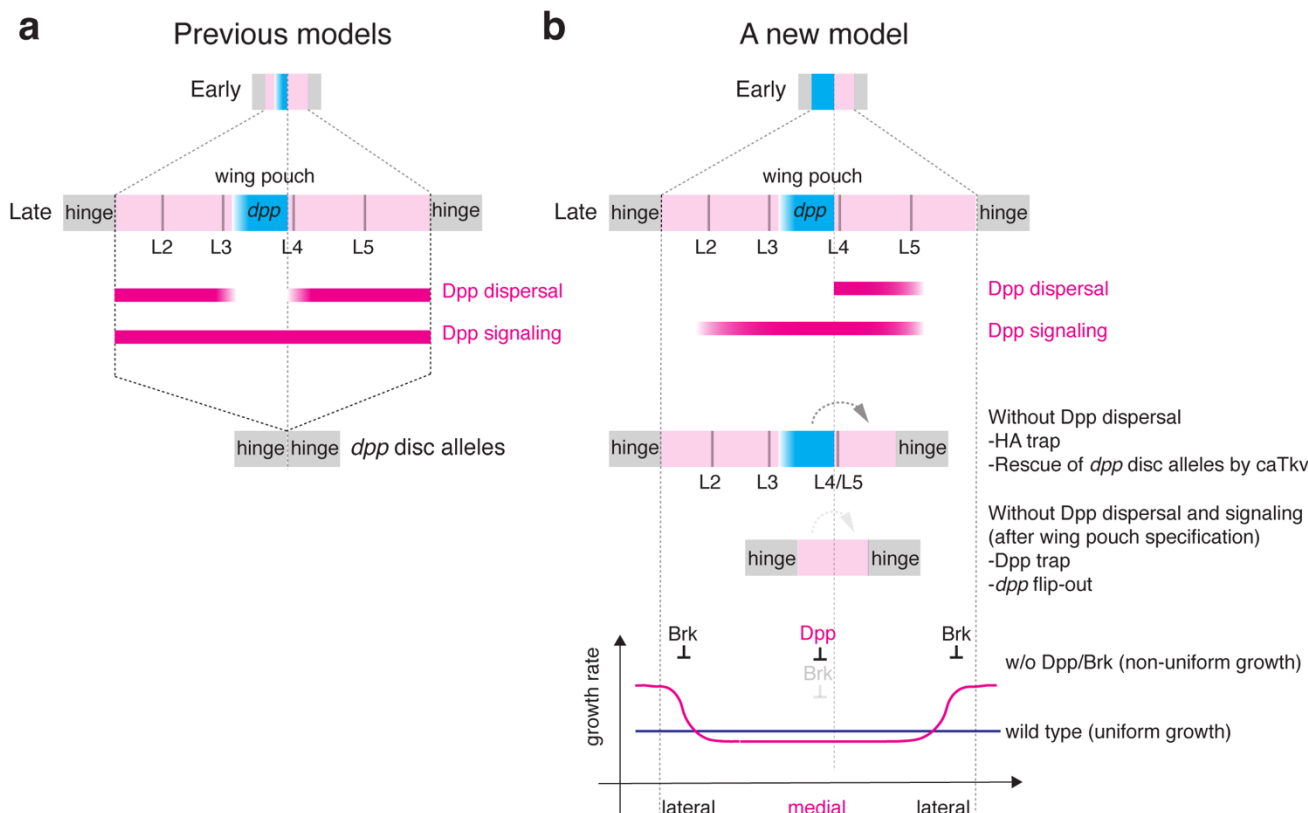 a
Previous models
Early
wing pouch
Late
hinge
dpp
hinge
L2
L3
L4
L5
Dpp dispersal
Dpp signaling
hinge
hinge
dpp disc alleles
b
A new model
Early
wing pouch
Late
hinge
dpp
hinge
L2
L3
L4
L5
Dpp dispersal
Dpp signaling
hinge
hinge
L2
L3
L4/L5
Without Dpp dispersal
-HA trap
-Rescue of dpp disc alleles by caTkv
hinge
hinge
Without Dpp dispersal and signaling
(after wing pouch specification)
-Dpp trap
-dpp flip-out
Brk
Dpp
Brk
Brk
w/o Dpp/Brk (non-uniform growth)
wild type (uniform growth)
growth rate
lateral
medial
lateral